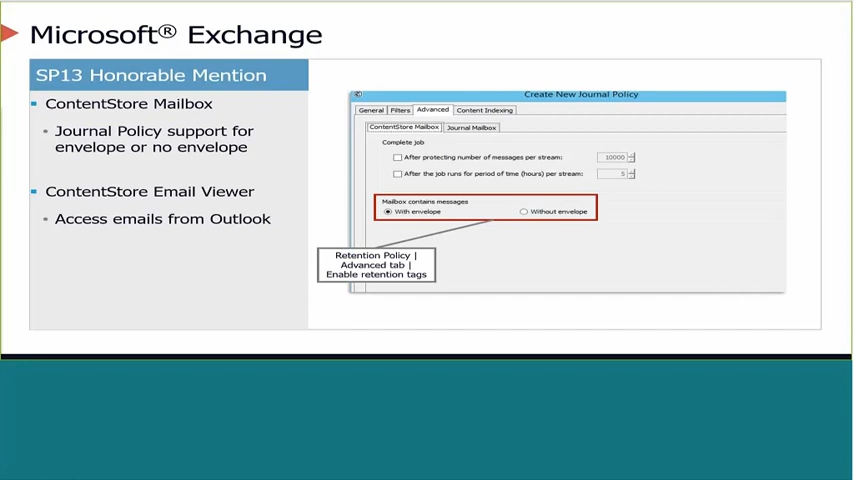 Microsoft® Exchange
SP13 Honorable Mention
ContentStore Mailbox
Journal Policy support for
envelope or no envelope
ContentStore Email Viewer
Access emails from Outlook
Create New Journal Policy
General Filters Advanced Content Indexing
ContentStore Mailbox Journal Mailbox
Complete job
After protecting number of messages per stream: 10000
After the job runs for period of time (hours) per stream: 5
Mailbox contains messages
With envelope Without envelope
Retention Policy |
Advanced tab |
Enable retention tags